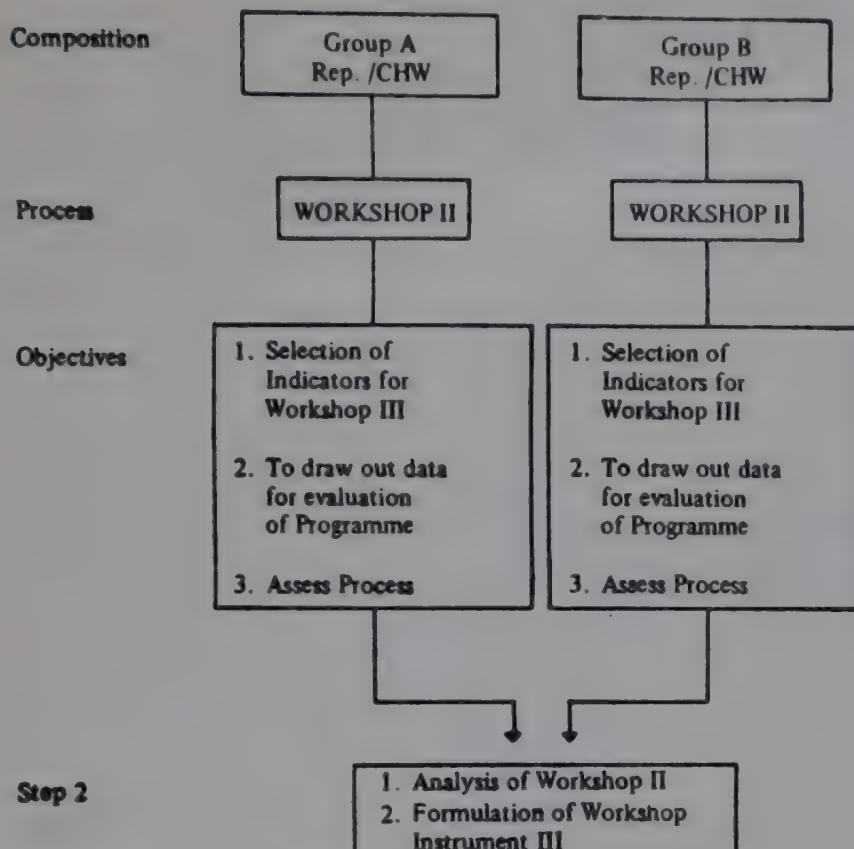 Composition
Group A
Rep. /CHW
Group B
Rep. /CHW
Process
WORKSHOP II
WORKSHOP II
Objectives
1. Selection of
Indicators for
Workshop III
2. To draw out data
for evaluation
of Programme
3. Assess Process
1. Selection of
Indicators for
Workshop III
2. To draw out data
for evaluation
of Programme
3. Assess Process
Step 2
1. Analysis of Workshop II
2. Formulation of Workshop
Instrument III